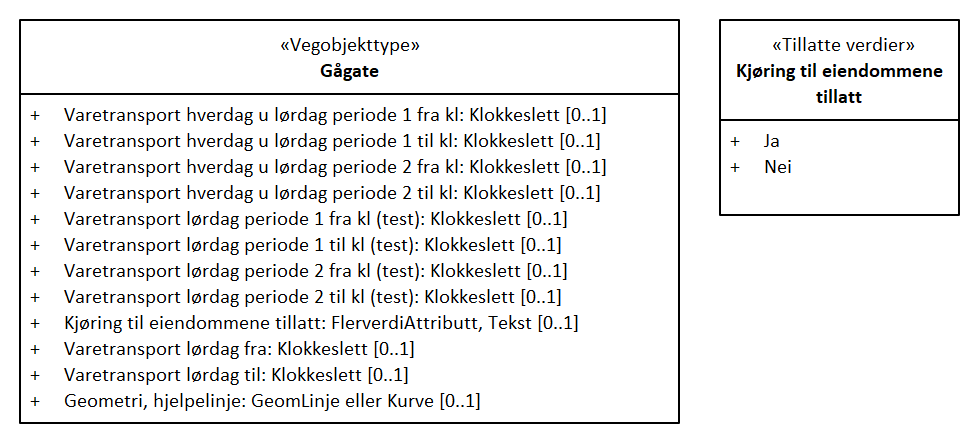 «Vegobjekttype»
Gågate
+ Varetransport hverdag u lørdag periode 1 fra kl: Klokkeslett [0..1]
+ Varetransport hverdag u lørdag periode 1 til kl: Klokkeslett [0..1]
+ Varetransport hverdag u lørdag periode 2 fra kl: Klokkeslett [0..1]
+ Varetransport hverdag u lørdag periode 2 til kl: Klokkeslett [0..1]
+ Varetransport lørdag periode 1 fra kl (test): Klokkeslett [0..1]
+ Varetransport lørdag periode 1 til kl (test): Klokkeslett [0..1]
+ Varetransport lørdag periode 2 fra kl (test): Klokkeslett [0..1]
+ Varetransport lørdag periode 2 til kl (test): Klokkeslett [0..1]
+ Kjøring til eiendommene tillatt: FlerverdiAttributt, Tekst [0..1]
+ Varetransport lørdag fra: Klokkeslett [0..1]
+ Varetransport lørdag til: Klokkeslett [0..1]
+ Geometri, hjelpelinje: GeomLinje eller Kurve [0..1]
«Tillatte verdier»
Kjøring til eiendommene
tillatt
+ Ja
+ Nei